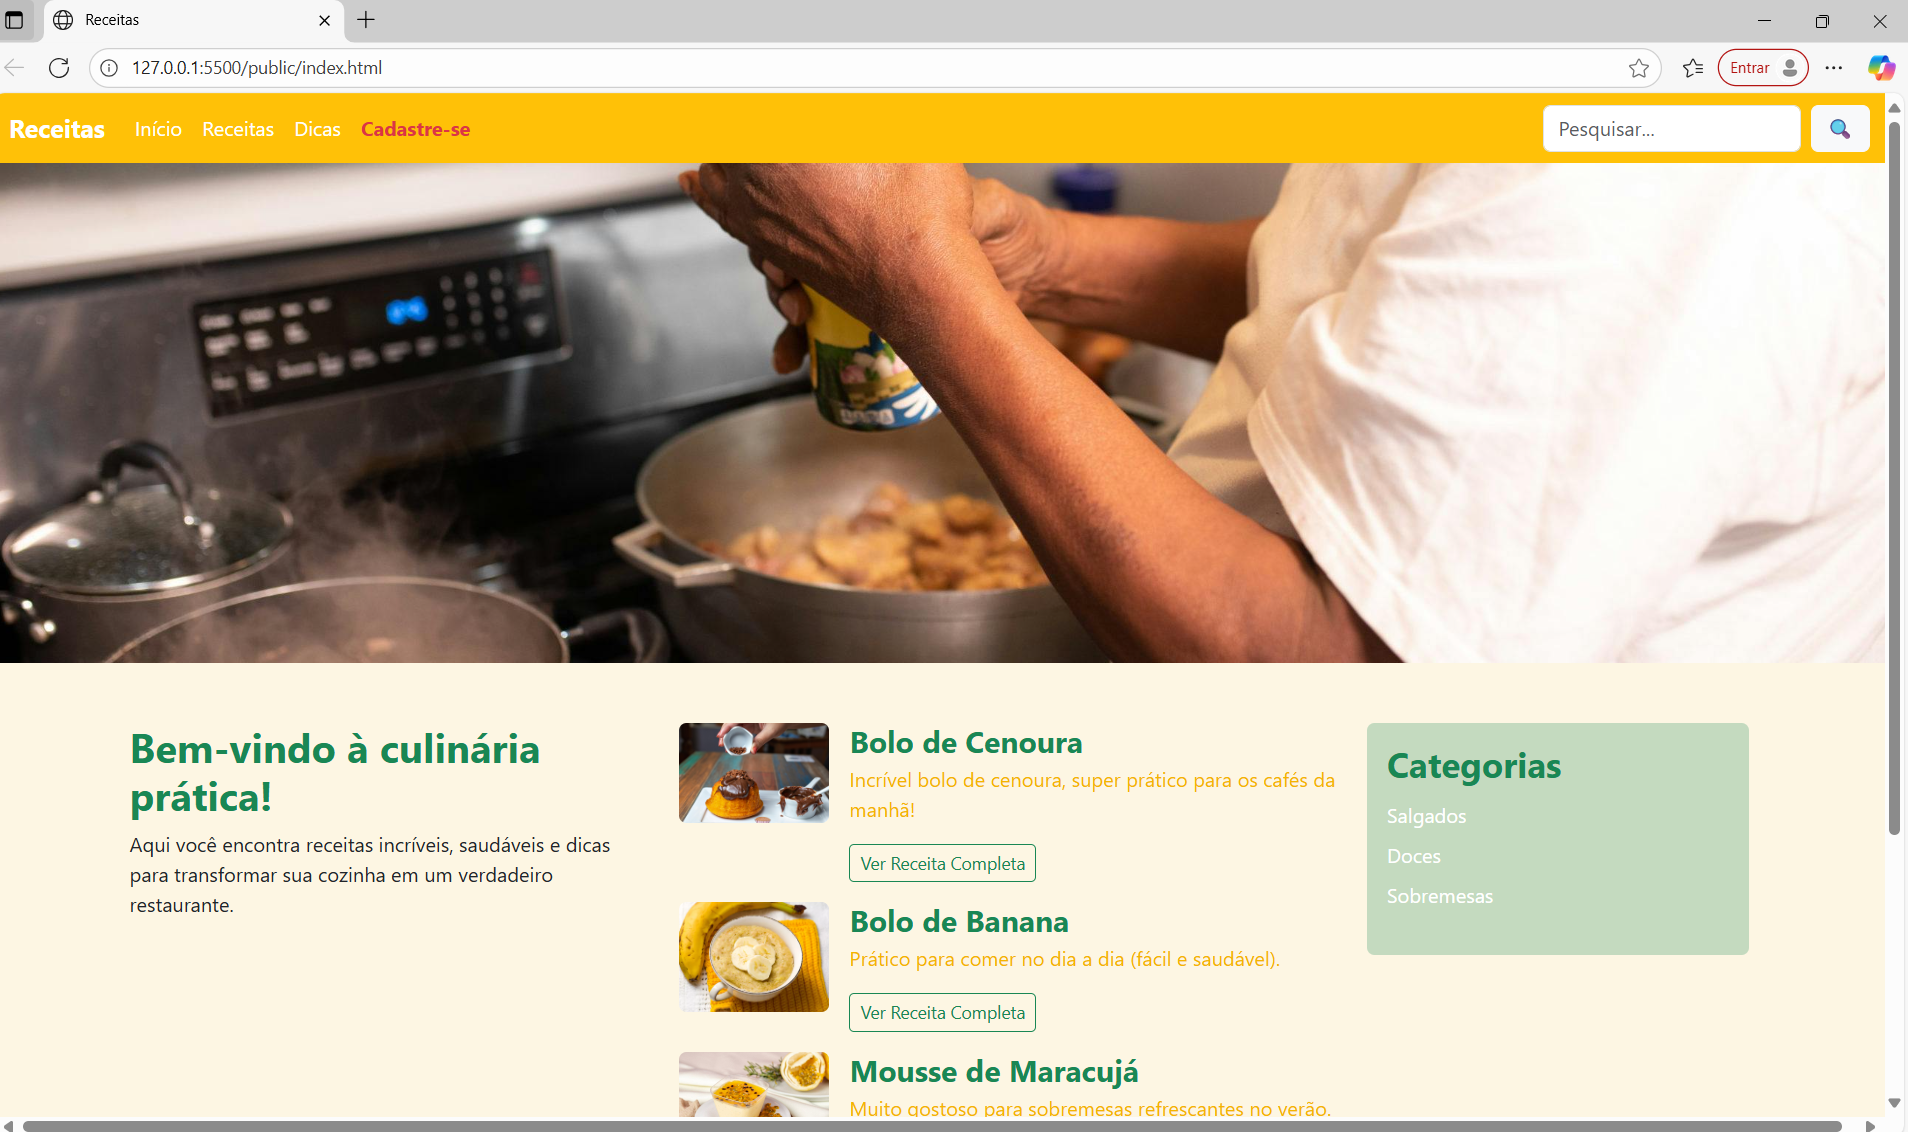 Receitas
127.0.0.1:5500/public/index.html
Entrar
Receitas Início Receitas Dicas Cadastre-se Pesquisar...
Bem-vindo à culinária
prática!
Aqui você encontra receitas incríveis, saudáveis e dicas
para transformar sua cozinha em um verdadeiro
restaurante.
Bolo de Cenoura
Incrível bolo de cenoura, super prático para os cafés da
manhã!
Ver Receita Completa
Bolo de Banana
Prático para comer no dia a dia (fácil e saudável).
Ver Receita Completa
Mousse de Maracujá
Muito gostoso para sobremesas refrescantes no verão.
Categorias
Salgados
Doces
Sobremesas